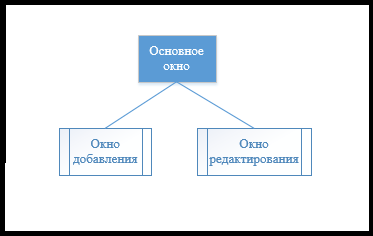 Основное
окно
Окно
добавления
Окно
редактирования